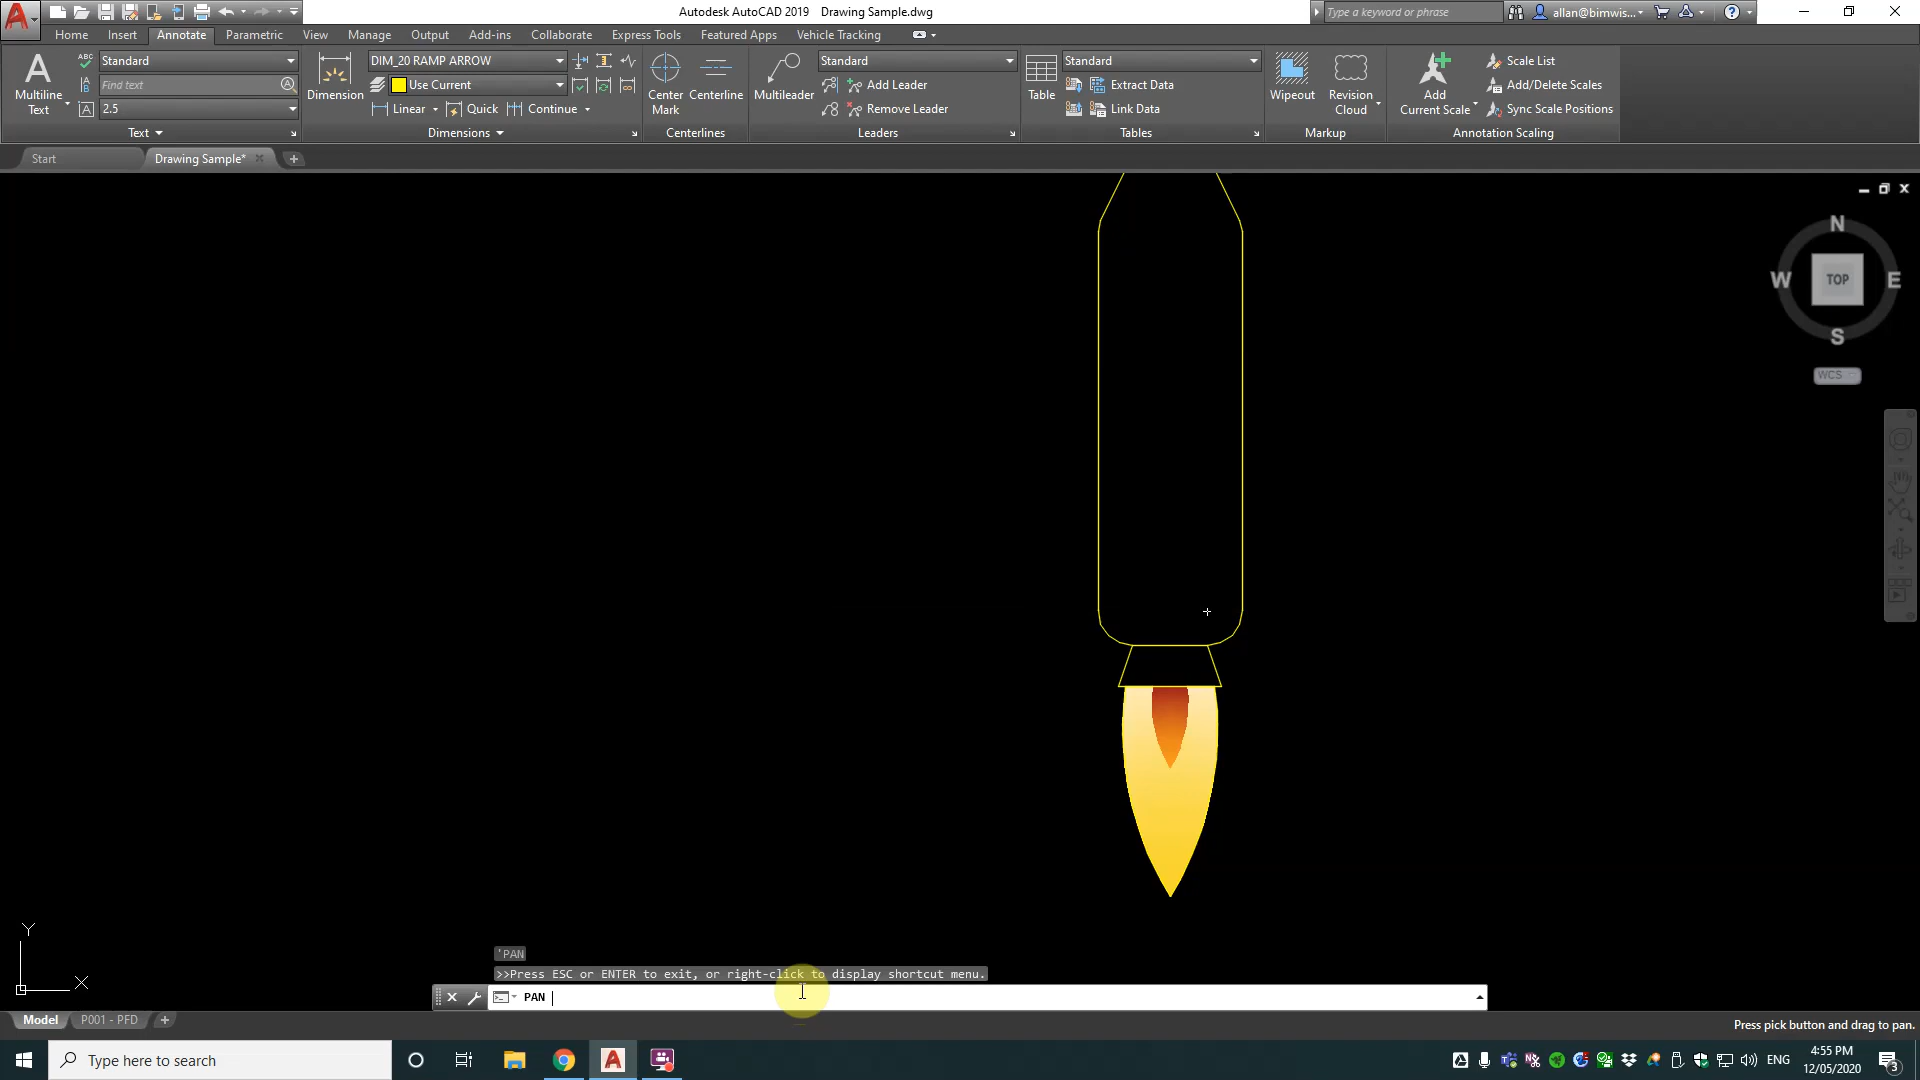 Autodesk AutoCAD 2019 Drawing Sample.dwg
Type a keyword or phrase
allan@bimwis...
Home Insert Annotate Parametric View Manage Output Add-ins Collaborate Express Tools Featured Apps Vehicle Tracking
ABC Standard DIM_20 RAMP ARROW Standard Standard Scale List
Find text Use Current Add Leader Extract Data Add/Delete Scales
Multiline Text
Dimension
Center Mark
Centerline
Multileader
Table
Wipeout
Revision Cloud
Add Current Scale
2.5 Linear Quick Continue Remove Leader Link Data Sync Scale Positions
Text Dimensions Centerlines Leaders Tables Markup Annotation Scaling
Start Drawing Sample*
N
W TOP E
S
WCS
Y
X
'PAN
>>Press ESC or ENTER to exit, or right-click to display shortcut menu.
PAN
Model P001 - PFD
Press pick button and drag to pan.
Type here to search
ENG
4:55 PM
12/05/2020
3